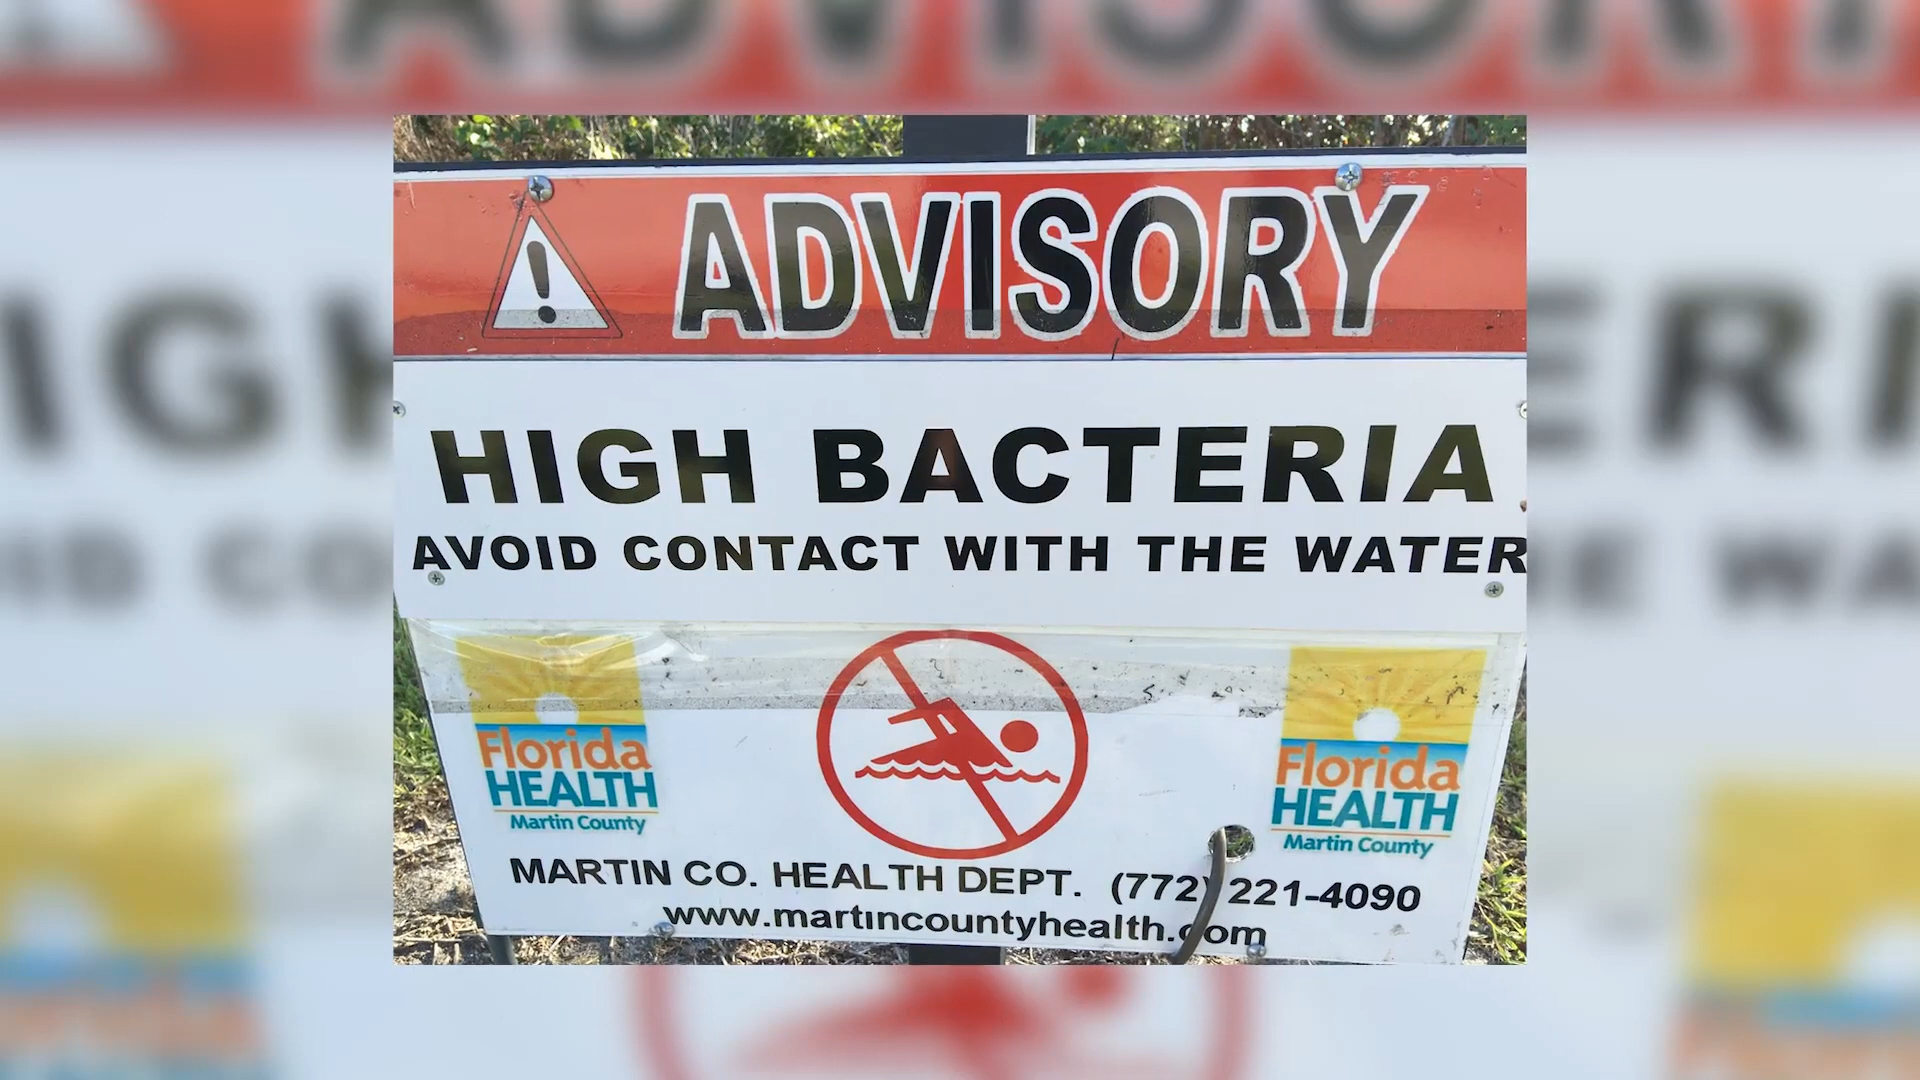 ADVISORY
HIGH BACTERIA
AVOID CONTACT WITH THE WATER
Florida
HEALTH
Martin County
Florida
HEALTH
Martin County
MARTIN CO. HEALTH DEPT. (772) 221-4090
www.martincountyhealth.com